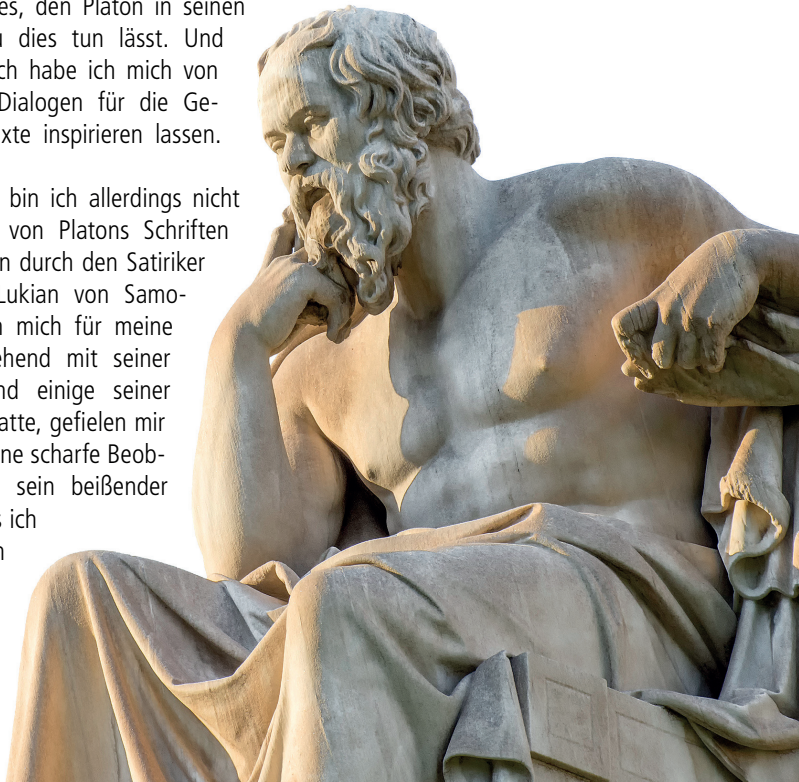 es, den Platon in seinen
dies tun lässt. Und
ch habe ich mich von
Dialogen für die Ge-
xte inspirieren lassen.
bin ich allerdings nicht
von Platons Schriften
n durch den Satiriker
Lukian von Samo-
mich für meine
ehend mit seiner
nd einige seiner
atte, gefielen mir
ne scharfe Beob-
sein beißender
s ich
n